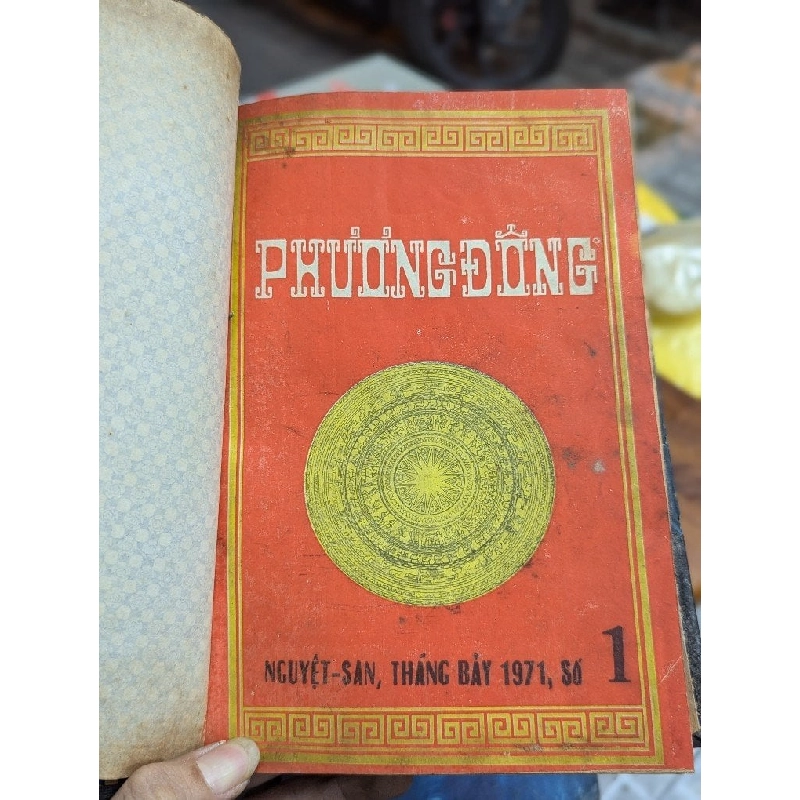 PHƯƠNG-ĐÔNG
NGUYỆT-SAN, THÁNG BẢY 1971, SỐ 1